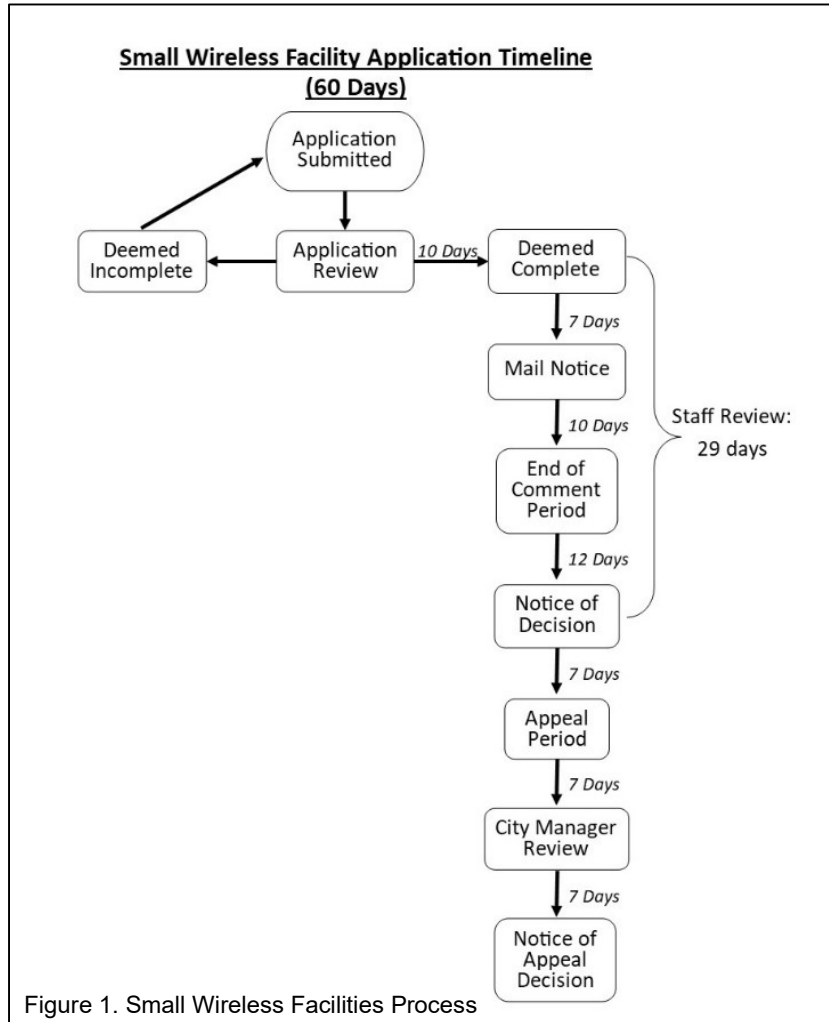 Small Wireless Facility Application Timeline
(60 Days)
Application
Submitted
Deemed
Incomplete
Application
Review
10 Days
Deemed
Complete
7 Days
Mail Notice
10 Days
Staff Review:
29 days
End of
Comment
Period
12 Days
Notice of
Decision
7 Days
Appeal
Period
7 Days
City Manager
Review
7 Days
Notice of
Appeal
Decision
Figure 1. Small Wireless Facilities Process